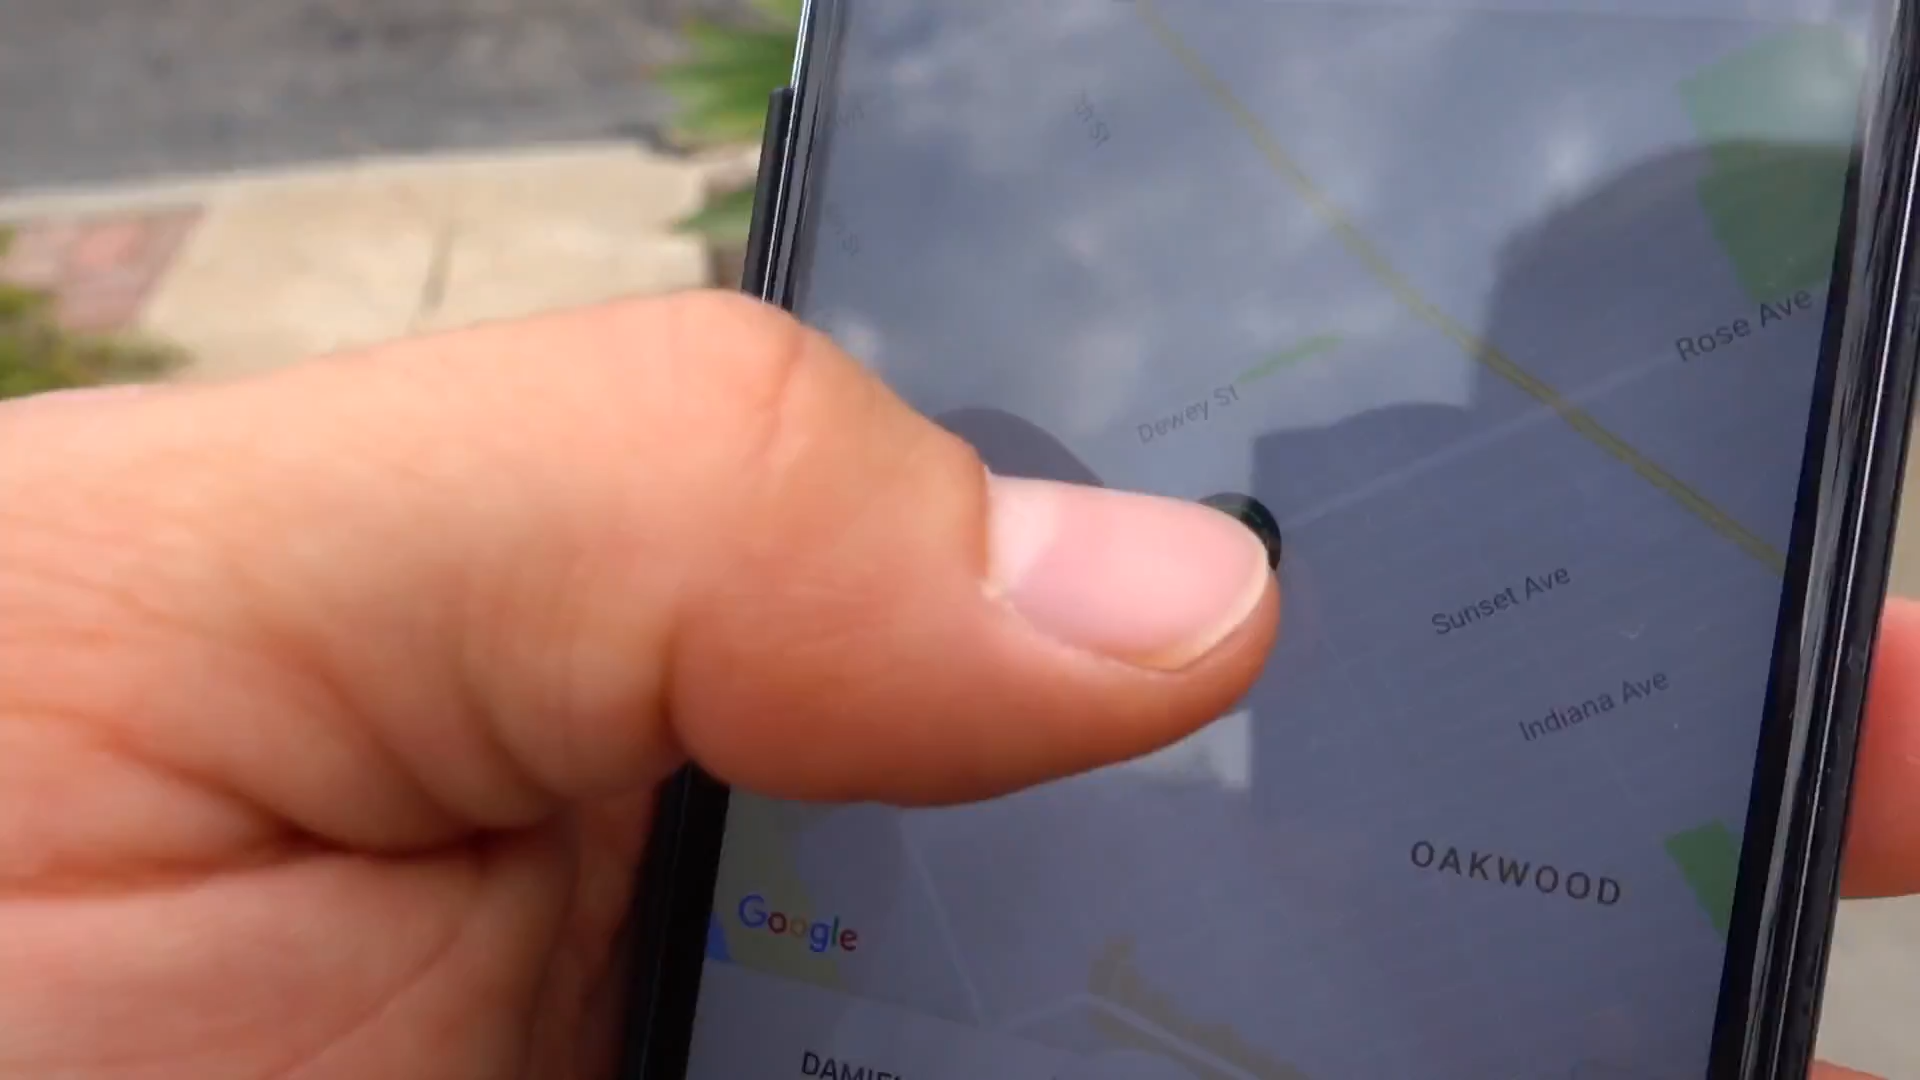 Rose Ave
Dewey St
Sunset Ave
Indiana Ave
OAKWOOD
Google